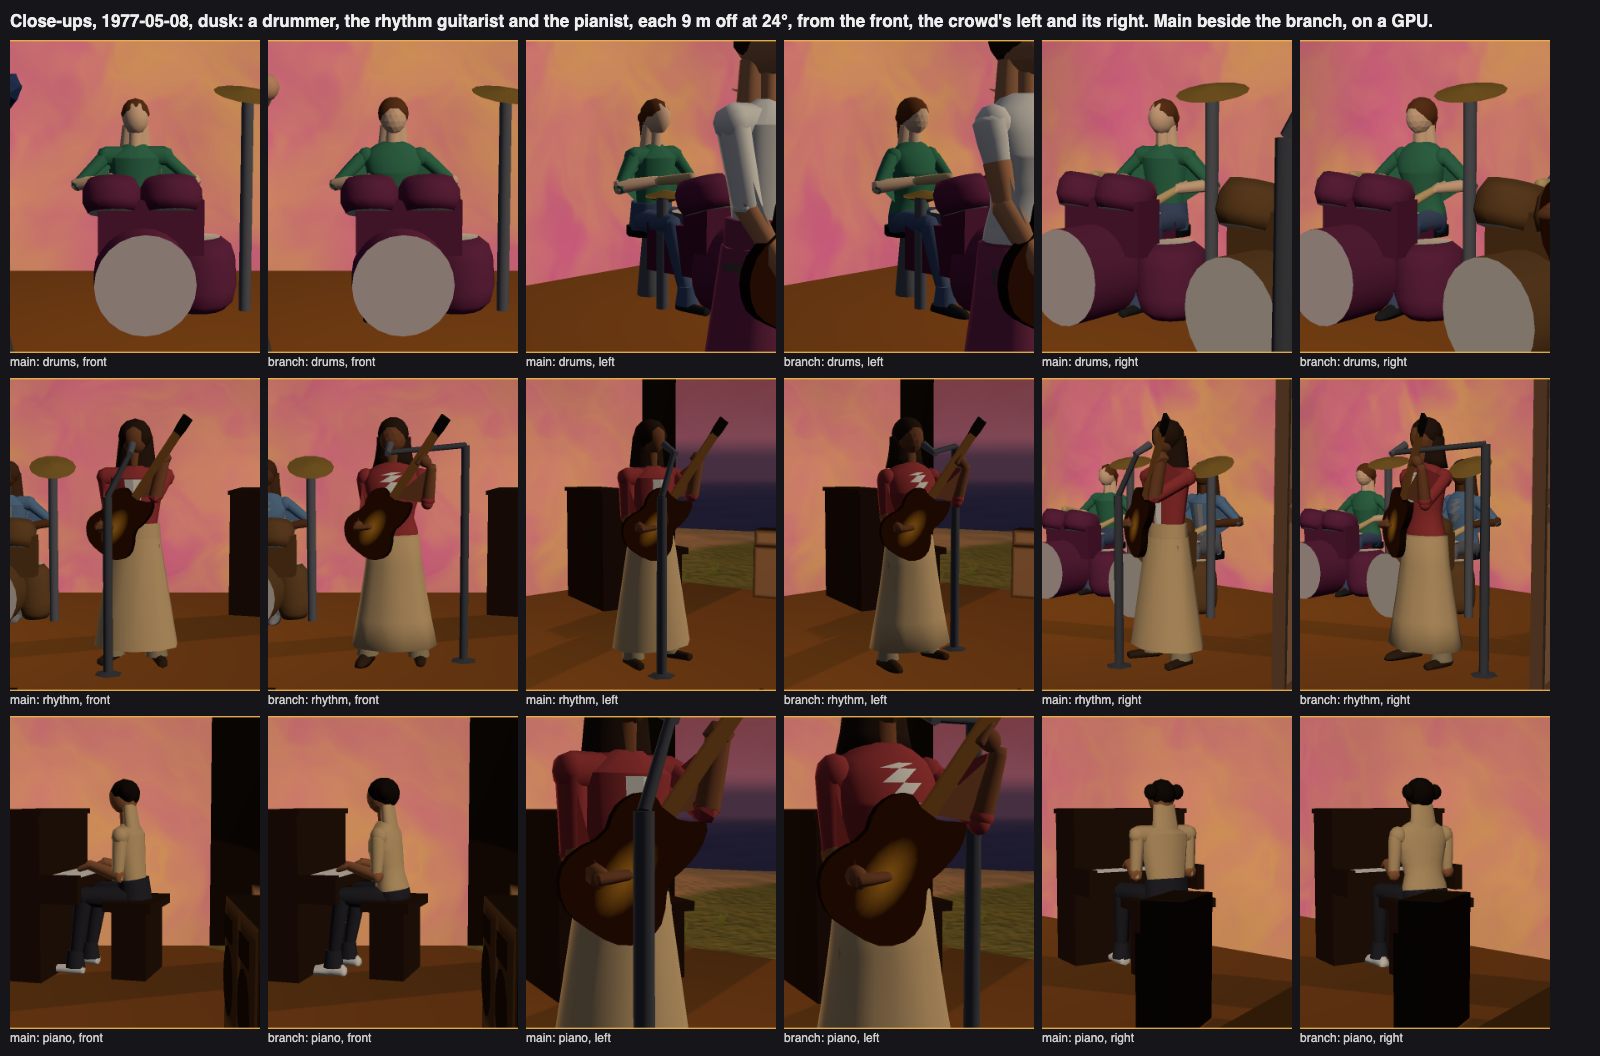 Close-ups, 1977-05-08, dusk: a drummer, the rhythm guitarist and the pianist, each 9 m off at 24°, from the front, the crowd's left and its right. Main beside the branch, on a GPU.
main: drums, front
branch: drums, front
main: drums, left
branch: drums, left
main: drums, right
branch: drums, right
main: rhythm, front
branch: rhythm, front
main: rhythm, left
branch: rhythm, left
main: rhythm, right
branch: rhythm, right
main: piano, front
branch: piano, front
main: piano, left
branch: piano, left
main: piano, right
branch: piano, right